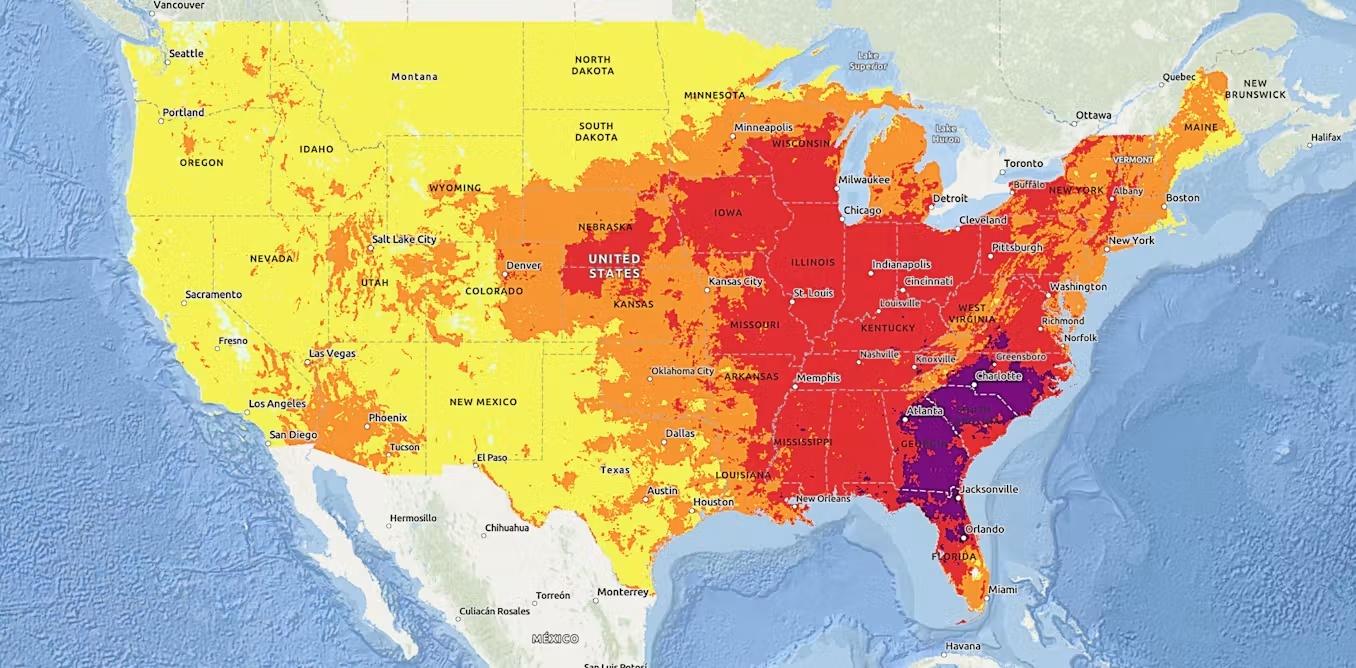 Vancouver
Seattle
Lake
Superior
NORTH
DAKOTA
Montana
Quebec
NEW
BRUNSWICK
MINNESOTA
Portland
Ottawa
SOUTH
DAKOTA
Minneapolis
Lake
Huron
MAINE
Halifax
WISCONSIN
IDAHO
OREGON
Toronto
VERMONT
Milwaukee
WYOMING
Buffalo
NEW YORK
Albany
Detroit
Boston
IOWA
Chicago
Cleveland
NEBRASKA
Salt Lake City
New York
Pittsburgh
NEVADA
UNITED
STATES
ILLINOIS
Indianapolis
Denver
UTAH
Kansas City
Cincinnati
Washington
COLORADO
Sacramento
St. Louis
KANSAS
Louisville
WEST
VIRGINIA
Richmond
MISSOURI
KENTUCKY
Norfolk
Fresno
Las Vegas
Nashville
Knoxville
Greensboro
Oklahoma City
ARKANSAS
Memphis
Charlotte
Los Angeles
NEW MEXICO
Atlanta
SOUTH
Phoenix
San Diego
Dallas
MISSISSIPPI
GEORGIA
Tucson
El Paso
Texas
LOUISIANA
Austin
Houston
New Orleans
Jacksonville
Hermosillo
Chihuahua
Orlando
FLORIDA
Miami
Monterrey
Torreón
Culiacán Rosales
MÉXICO
Havana